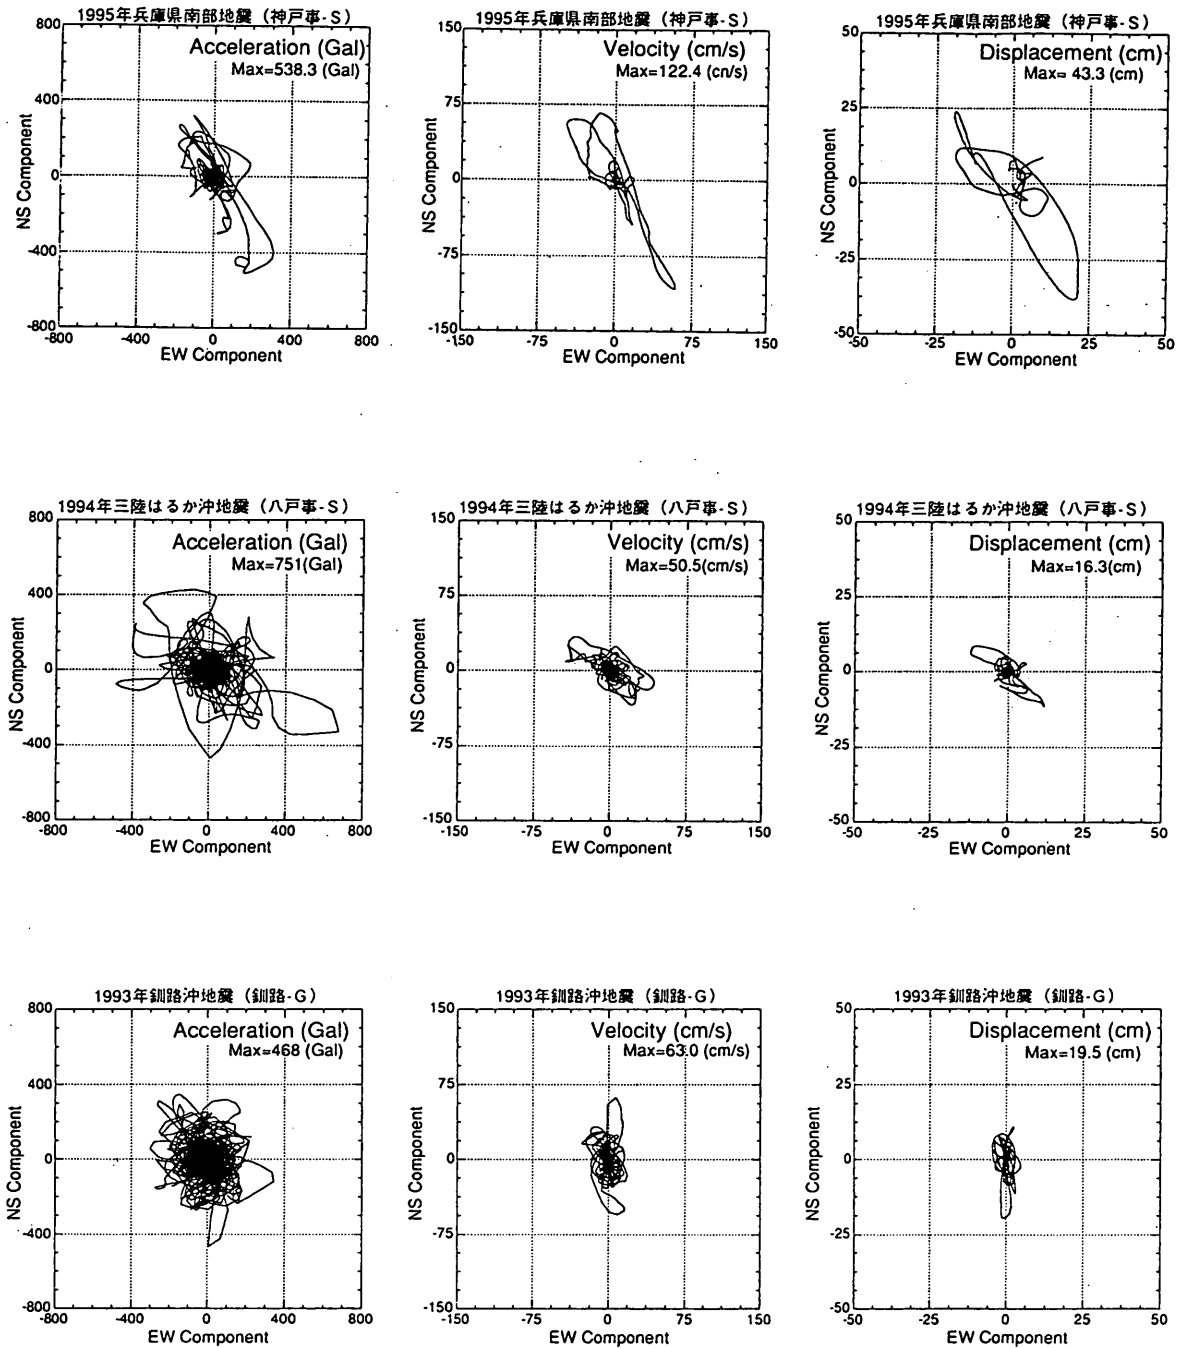 1995年兵庫県南部地震（神戸事-S）
Acceleration (Gal)
Max=538.3 (Gal)
800
400
0
-400
-800
-800
-400
0
400
800
NS Component
EW Component
1995年兵庫県南部地震（神戸事-S）
Velocity (cm/s)
Max=122.4 (cn/s)
150
75
0
-75
-150
-150
-75
0
75
150
NS Component
EW Component
1995年兵庫県南部地震（神戸事-S）
Displacement (cm)
Max= 43.3 (cm)
50
25
0
-25
-50
-50
-25
0
25
50
NS Component
EW Component
1994年三陸はるか沖地震（八戸事-S）
Acceleration (Gal)
Max=751(Gal)
800
400
0
-400
-800
-800
-400
0
400
800
NS Component
EW Component
1994年三陸はるか沖地震（八戸事-S）
Velocity (cm/s)
Max=50.5(cm/s)
150
75
0
-75
-150
-150
-75
0
75
150
NS Component
EW Component
1994年三陸はるか沖地震（八戸事-S）
Displacement (cm)
Max=16.3(cm)
50
25
0
-25
-50
-50
-25
0
25
50
NS Component
EW Component
1993年釧路沖地震（釧路-G）
Acceleration (Gal)
Max=468 (Gal)
800
400
0
-400
-800
-800
-400
0
400
800
NS Component
EW Component
1993年釧路沖地震（釧路-G）
Velocity (cm/s)
Max=63.0 (cm/s)
150
75
0
-75
-150
-150
-75
0
75
150
NS Component
EW Component
1993年釧路沖地震（釧路-G）
Displacement (cm)
Max=19.5 (cm)
50
25
0
-25
-50
-50
-25
0
25
50
NS Component
EW Component